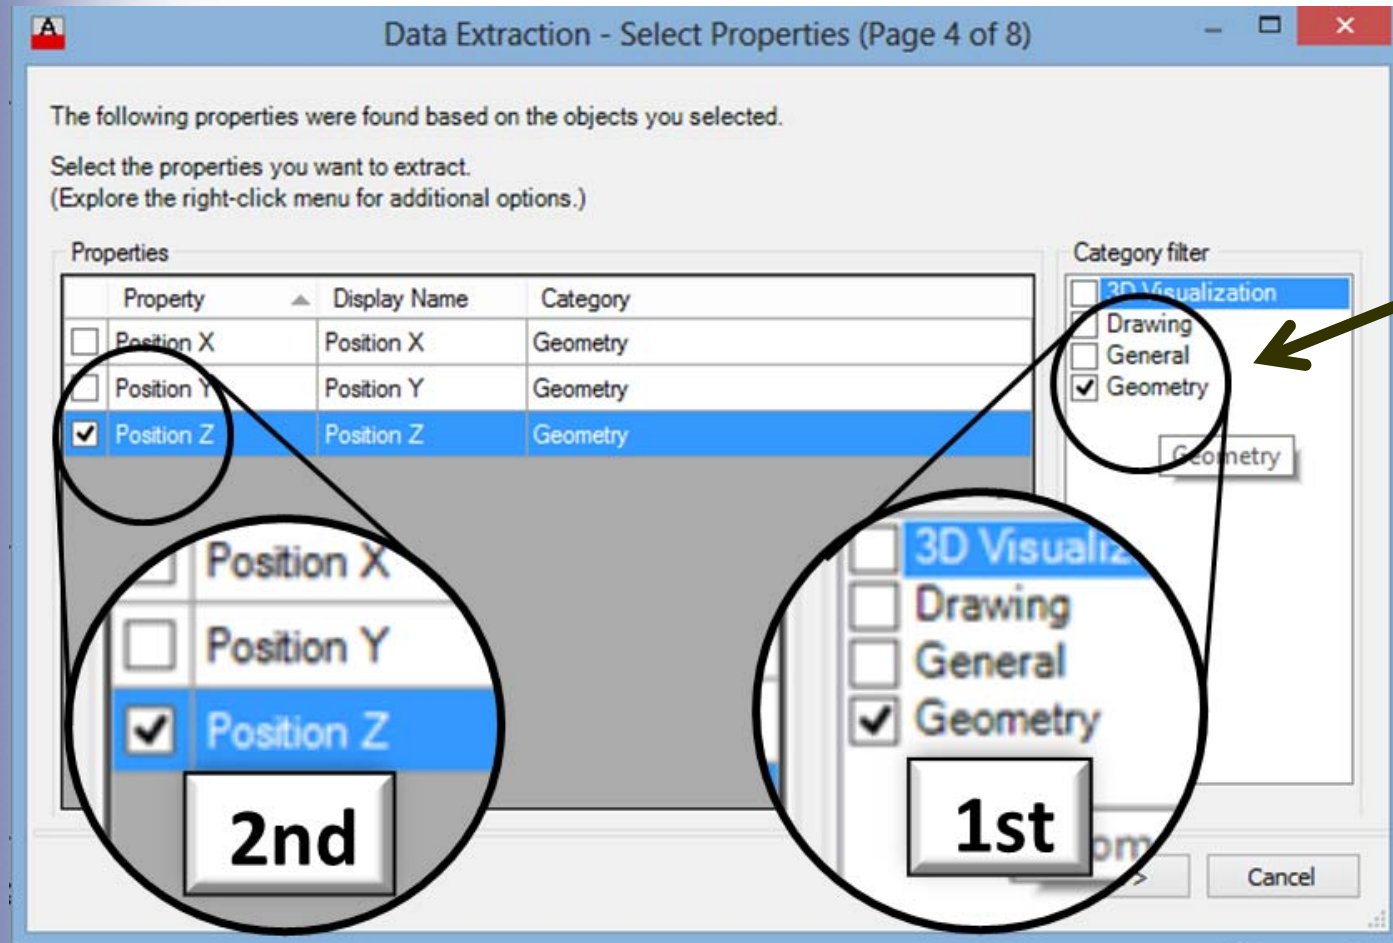 Data Extraction - Select Properties (Page 4 of 8)
The following properties were found based on the objects you selected.
Select the properties you want to extract.
(Explore the right-click menu for additional options.)
Properties
Property Display Name Category
Position X Position X Geometry
Position Y Position Y Geometry
Position Z Position Z Geometry
Category filter
3D Visualization
Drawing
General
Geometry
Geometry
Position X
Position Y
Position Z
2nd
3D Visualiz
Drawing
General
Geometry
1st
om
>
Cancel